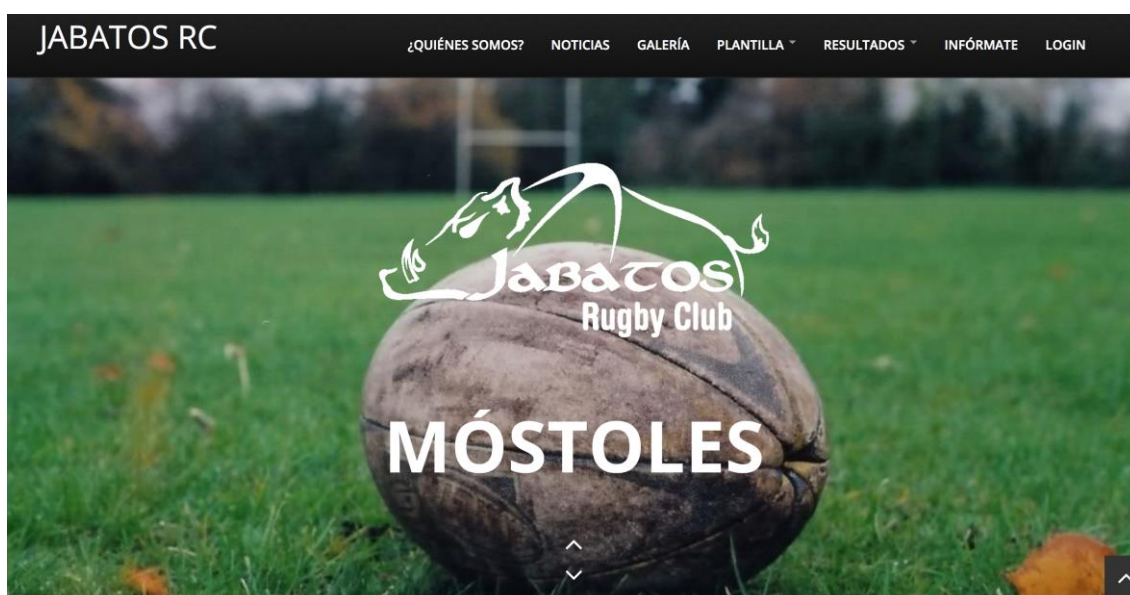 JABATOS RC
¿QUIÉNES SOMOS? NOTICIAS GALERÍA PLANTILLA RESULTADOS INFÓRMATE LOGIN
JABATOS
Rugby Club
MÓSTOLES